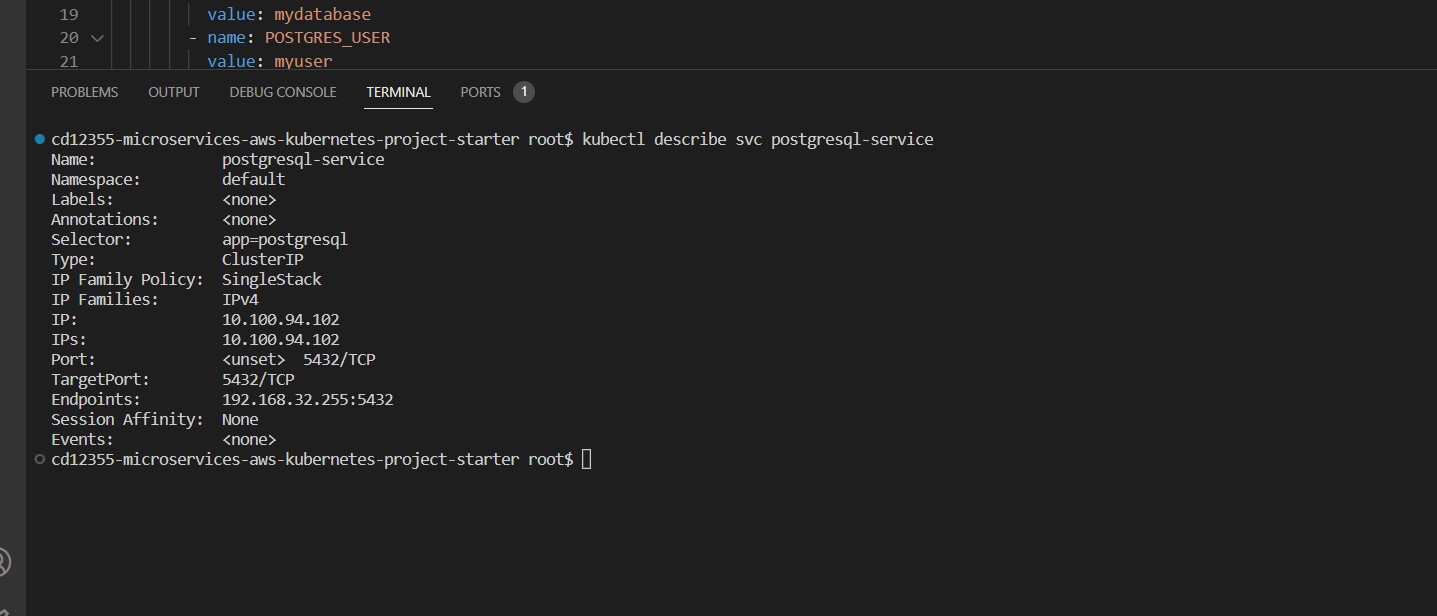 19 value: mydatabase
20 - name: POSTGRES_USER
21 value: myuser
PROBLEMS OUTPUT DEBUG CONSOLE TERMINAL PORTS 1
cd12355-microservices-aws-kubernetes-project-starter root$ kubectl describe svc postgresql-service
Name: postgresql-service
Namespace: default
Labels: <none>
Annotations: <none>
Selector: app=postgresql
Type: ClusterIP
IP Family Policy: SingleStack
IP Families: IPv4
IP: 10.100.94.102
IPs: 10.100.94.102
Port: <unset> 5432/TCP
TargetPort: 5432/TCP
Endpoints: 192.168.32.255:5432
Session Affinity: None
Events: <none>
cd12355-microservices-aws-kubernetes-project-starter root$